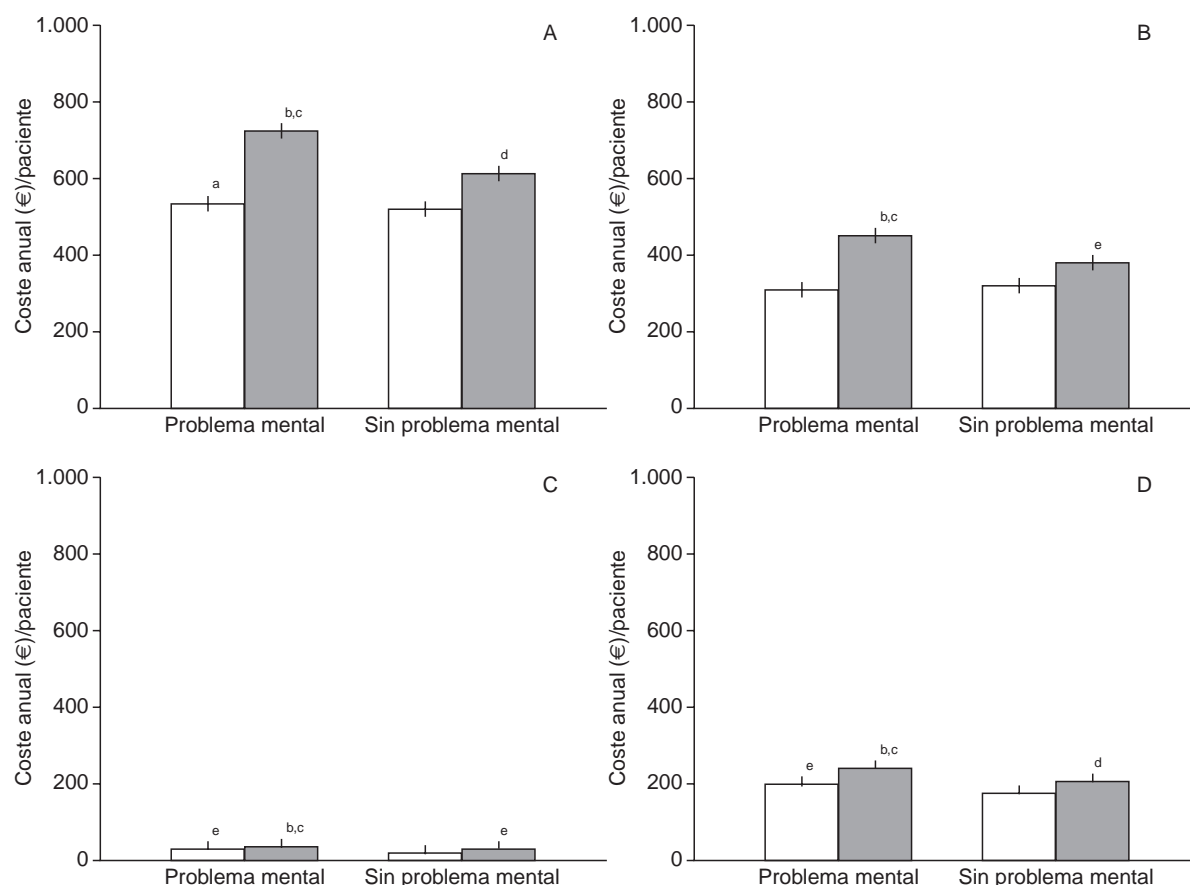 A
Coste anual (€)/paciente
1.000
800
600
400
200
0
a
b,c
d
Problema mental
Sin problema mental
B
Coste anual (€)/paciente
1.000
800
600
400
200
0
b,c
e
Problema mental
Sin problema mental
C
Coste anual (€)/paciente
1.000
800
600
400
200
0
e
b,c
e
Problema mental
Sin problema mental
D
Coste anual (€)/paciente
1.000
800
600
400
200
0
e
b,c
d
Problema mental
Sin problema mental